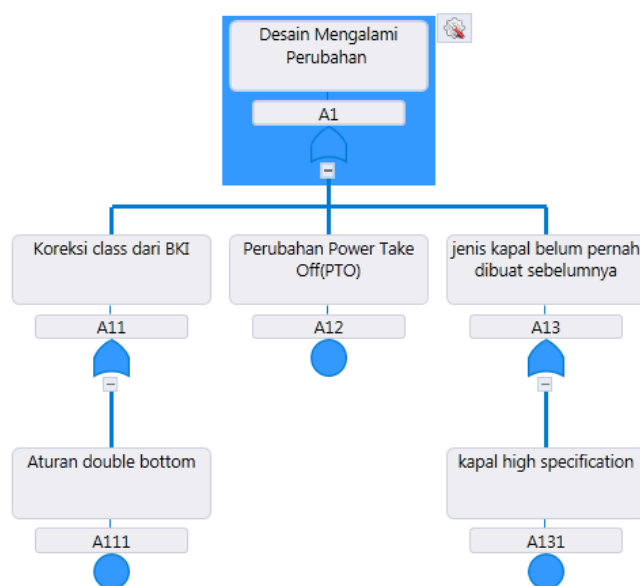 Desain Mengalami
Perubahan
A1
Koreksi class dari BKI
Perubahan Power Take
Off(PTO)
jenis kapal belum pernah
dibuat sebelumnya
A11
A12
A13
Aturan double bottom
kapal high specification
A111
A131